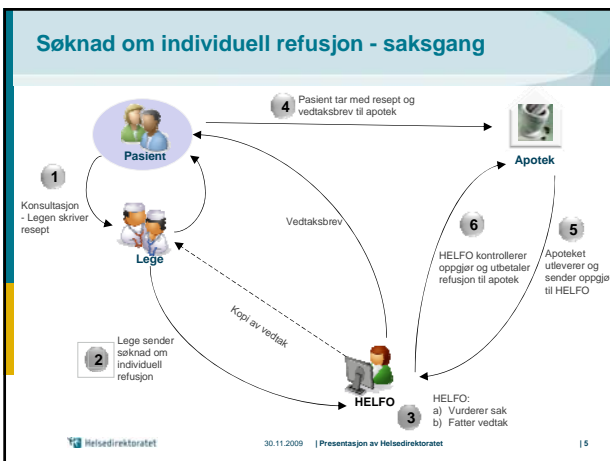 Søknad om individuell refusjon - saksgang
4
Pasient tar med resept og
vedtaksbrev til apotek
Pasient
Apotek
1
Konsultasjon
- Legen skriver
resept
Lege
Vedtaksbrev
6
HELFO kontrollerer
oppgjør og utbetaler
refusjon til apotek
5
Apoteket
utleverer og
sender oppgjø
til HELFO
Kopi av vedtak
2
Lege sender
søknad om
individuell
refusjon
HELFO
3
HELFO:
a) Vurderer sak
b) Fatter vedtak
Helsedirektoratet
30.11.2009 | Presentasjon av Helsedirektoratet | 5